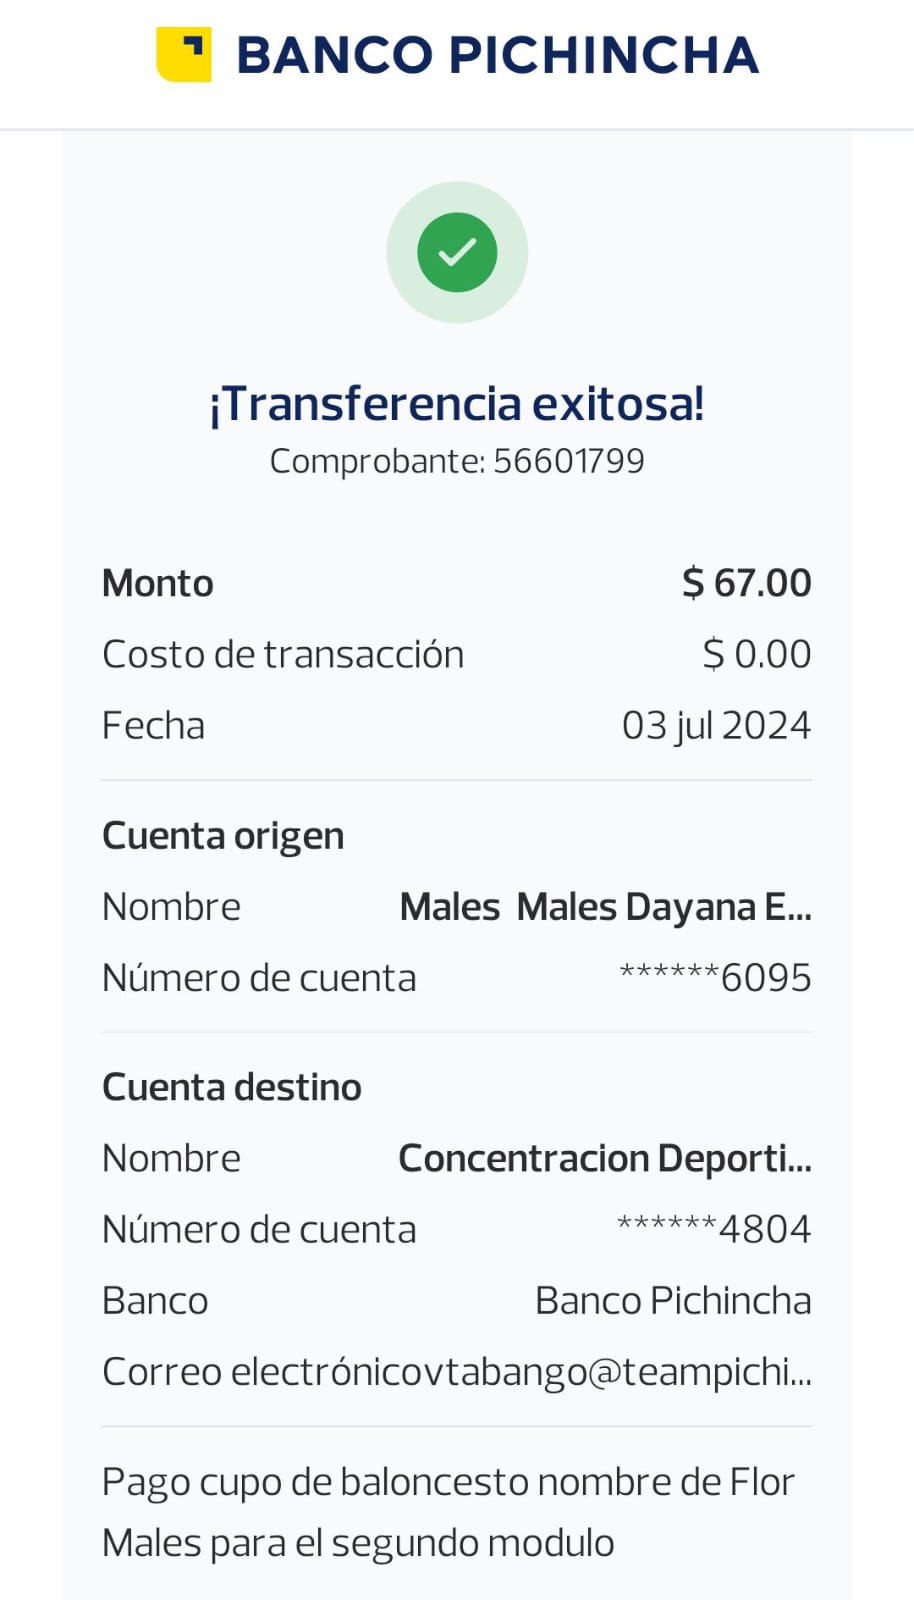 BANCO PICHINCHA
¡Transferencia exitosa!
Comprobante: 56601799
Monto $ 67.00
Costo de transacción $ 0.00
Fecha 03 jul 2024
Cuenta origen
Nombre Males  Males Dayana E...
Número de cuenta ******6095
Cuenta destino
Nombre Concentracion Deporti...
Número de cuenta ******4804
Banco Banco Pichincha
Correo electrónicovtabango@teampichi...
Pago cupo de baloncesto nombre de Flor
Males para el segundo modulo